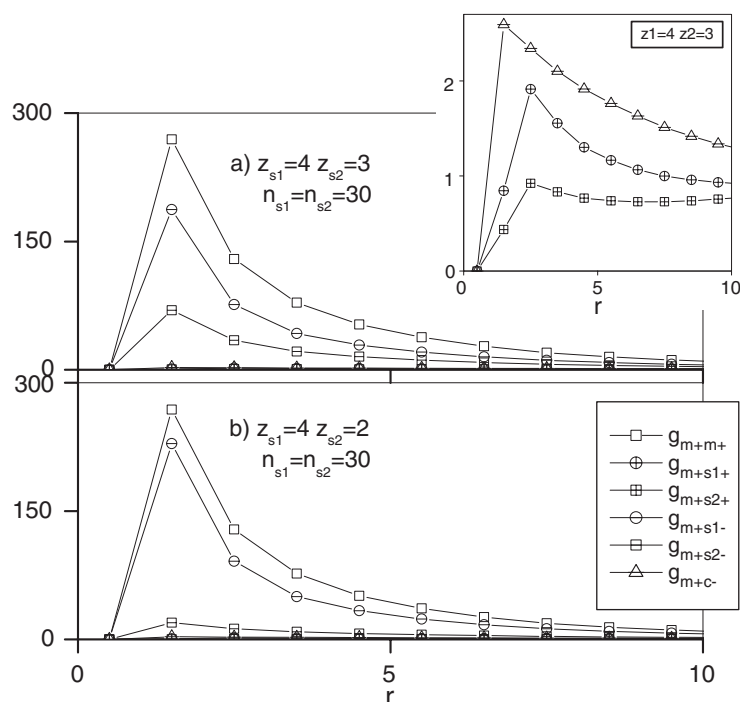 z1=4 z2=3
2
1
0
0
5
10
r
300
150
0
a) z_s1=4 z_s2=3
n_s1=n_s2=30
300
150
0
b) z_s1=4 z_s2=2
n_s1=n_s2=30
g_m+m+
g_m+s1+
g_m+s2+
g_m+s1-
g_m+s2-
g_m+c-
0
5
10
r